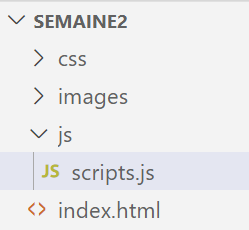 SEMAINE2
css
images
js
JS scripts.js
<> index.html